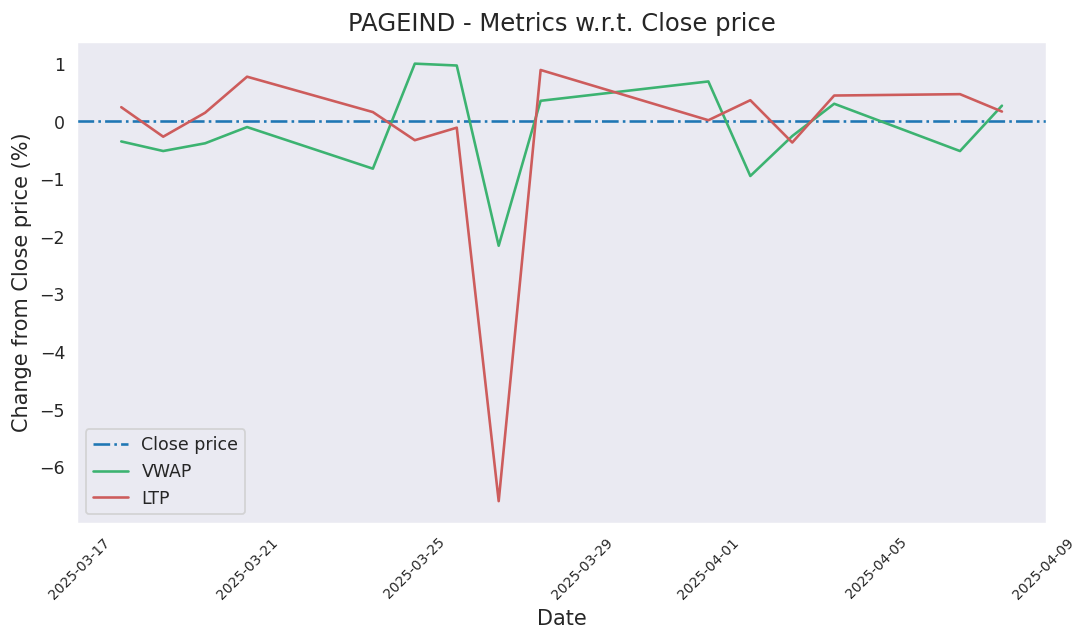 PAGEIND - Metrics w.r.t. Close price
Change from Close price (%)
1
0
−1
−2
−3
−4
−5
−6
Close price
VWAP
LTP
2025-03-17
2025-03-21
2025-03-25
2025-03-29
2025-04-01
2025-04-05
2025-04-09
Date